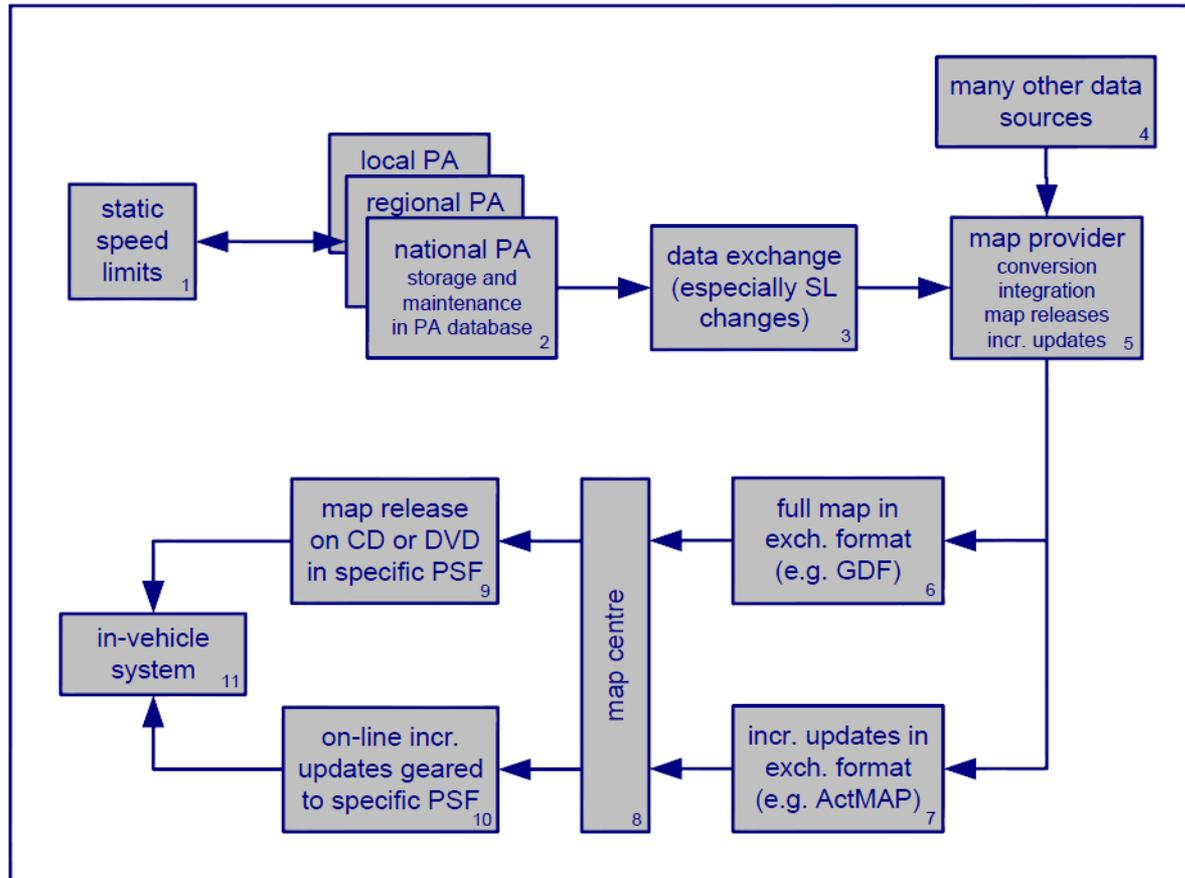 static
speed
limits
1
local PA
regional PA
national PA
storage and
maintenance
in PA database
2
data exchange
(especially SL
changes)
3
many other data
sources
4
map provider
conversion
integration
map releases
incr. updates
5
full map in
exch. format
(e.g. GDF)
6
incr. updates in
exch. format
(e.g. ActMAP)
7
map centre
8
map release
on CD or DVD
in specific PSF
9
on-line incr.
updates geared
to specific PSF
10
in-vehicle
system
11